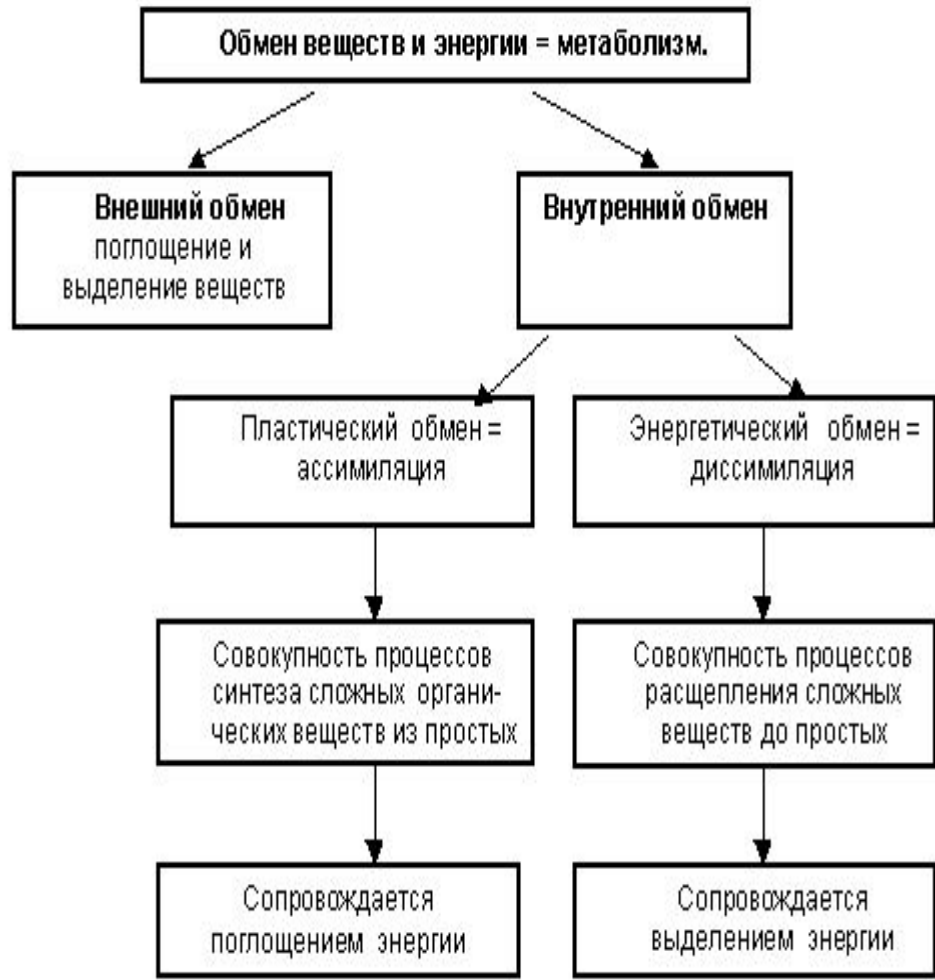 Обмен веществ и энергии = метаболизм.
Внешний обмен
поглощение и
выделение веществ
Внутренний обмен
Пластический обмен =
ассимиляция
Энергетический обмен =
диссимиляция
Совокупность процессов
синтеза сложных органи-
ческих веществ из простых
Совокупность процессов
расщепления сложных
веществ до простых
Сопровождается
поглощением энергии
Сопровождается
выделением энергии